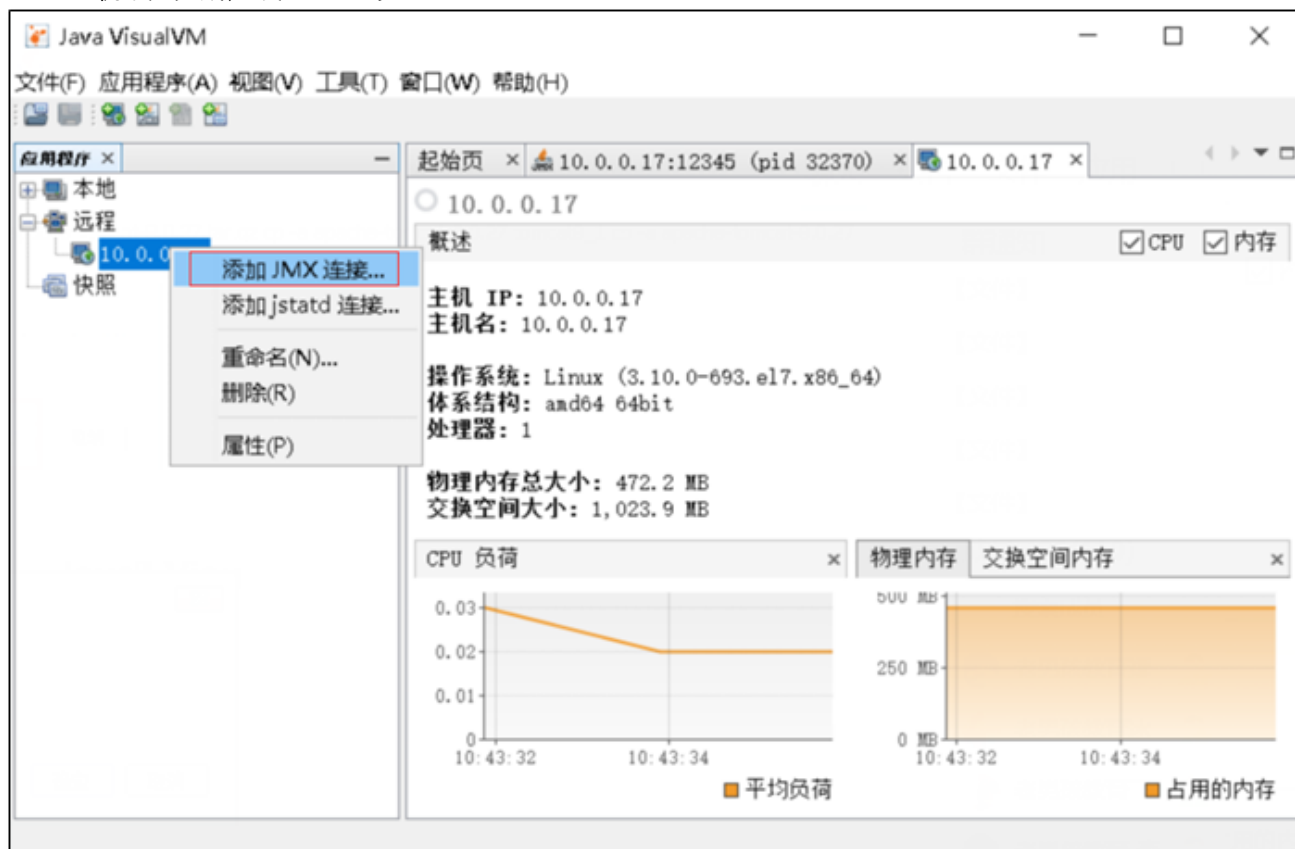 Java VisualVM
文件(F) 应用程序(A) 视图(V) 工具(T) 窗口(W) 帮助(H)
应用程序
本地
远程
10.0.0
快照
添加 JMX 连接...
添加 jstatd 连接...
重命名(N)...
删除(R)
属性(P)
起始页 10.0.0.17:12345 (pid 32370) 10.0.0.17
10.0.0.17
概述 CPU 内存
主机 IP: 10.0.0.17
主机名: 10.0.0.17
操作系统: Linux (3.10.0-693.el7.x86_64)
体系结构: amd64 64bit
处理器: 1
物理内存总大小: 472.2 MB
交换空间大小: 1,023.9 MB
CPU 负荷
0.03
0.02
0.01
0
10:43:32 10:43:34
平均负荷
物理内存 交换空间内存
500 MB
250 MB
0 MB
10:43:32 10:43:34
占用的内存